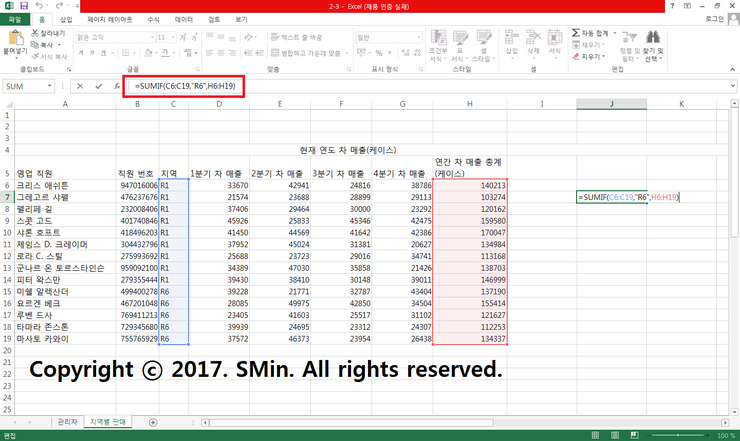 2-3 - Excel (제품 인증 실패)
파일 홈 삽입 페이지 레이아웃 수식 데이터 검토 보기 로그인
붙여넣기 잘라내기 복사 서식 복사 클립보드
맑은 고딕 11 가 가 가 가 글꼴
텍스트 줄 바꿈 병합하고 가운데 맞춤 맞춤
일반 % 표시 형식
조건부 서식 표 서식 셀 스타일 스타일
삽입 삭제 서식 셀
자동 합계 채우기 지우기 정렬 및 필터 찾기 및 선택 편집
SUM fx =SUMIF(C6:C19,"R6",H6:H19)
A B C D E F G H I J K
1
2
3
4 현재 연도 차 매출(케이스)
5 영업 직원 직원 번호 지역 1분기 차 매출 2분기 차 매출 3분기 차 매출 4분기 차 매출 연간 차 매출 총계
(케이스)
6 크리스 애쉬튼 947016006 R1 33670 42941 24816 38786 140213
7 그레고르 샤펠 476237676 R1 21574 23688 28899 29113 103274 =SUMIF(C6:C19,"R6",H6:H19)
8 펠리페 길 232008406 R1 37406 29464 30000 23292 120162
9 스콧 고드 401740846 R1 45926 25833 45346 42475 159580
10 샤론 호프트 418496203 R1 41450 44569 41642 42386 170047
11 제임스 D. 크레이머 304432796 R1 37952 45024 31381 20627 134984
12 로라 C. 스틸 275993692 R1 25688 23723 29016 34741 113168
13 군나르 온 토르스타인슨 959092100 R1 34389 47030 35858 21426 138703
14 피터 왁스만 279355444 R1 39430 38410 30148 39011 146999
15 미쉘 알렉산더 499400278 R6 39228 21771 32787 43404 137190
16 요르겐 베크 467201048 R6 28085 49975 42850 34504 155414
17 루벤 드사 769411213 R6 23405 41603 25517 31102 121627
18 타마라 존스톤 729345680 R6 39939 24695 23312 24307 112253
19 마사토 카와이 755765929 R6 37572 46373 23954 26438 134337
20
21 Copyright ⓒ 2017. SMin. All rights reserved.
22
23
24
25
관리자 지역별 판매
편집 100 %